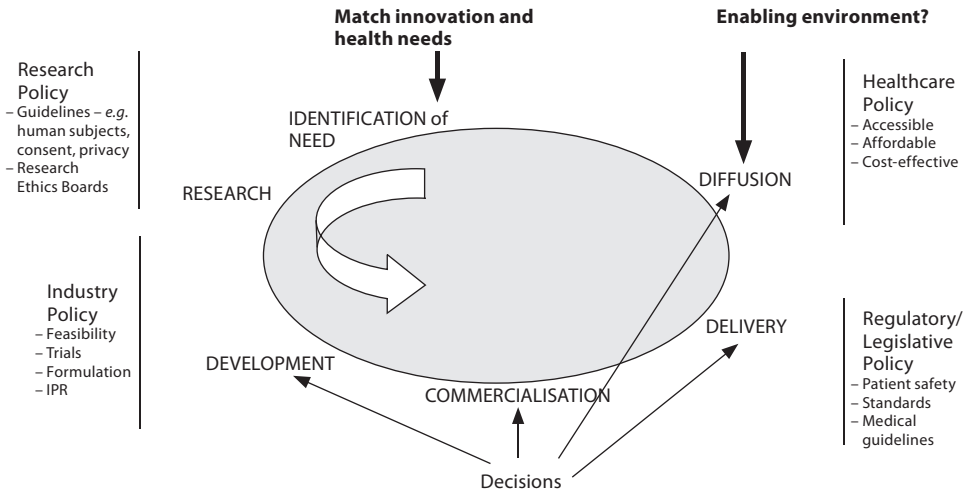 Match innovation and
health needs
Enabling environment?
Research
Policy
– Guidelines – e.g.
human subjects,
consent, privacy
– Research
Ethics Boards
Healthcare
Policy
– Accessible
– Affordable
– Cost-effective
IDENTIFICATION of
NEED
RESEARCH
DIFFUSION
Industry
Policy
– Feasibility
– Trials
– Formulation
– IPR
DELIVERY
Regulatory/
Legislative
Policy
– Patient safety
– Standards
– Medical
guidelines
DEVELOPMENT
COMMERCIALISATION
Decisions